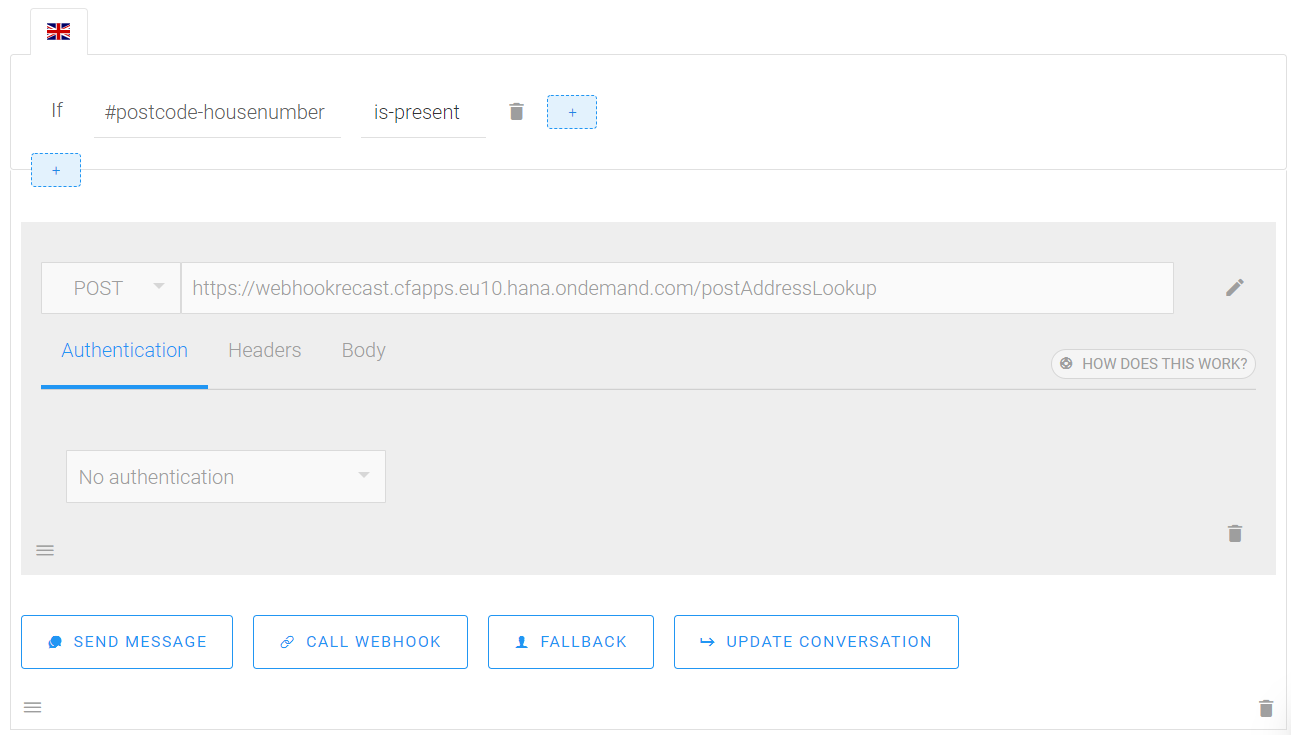 If #postcode-housenumber is-present +
+
POST https://webhookrecast.cfapps.eu10.hana.ondemand.com/postAddressLookup
Authentication Headers Body
HOW DOES THIS WORK?
No authentication
SEND MESSAGE CALL WEBHOOK FALLBACK UPDATE CONVERSATION